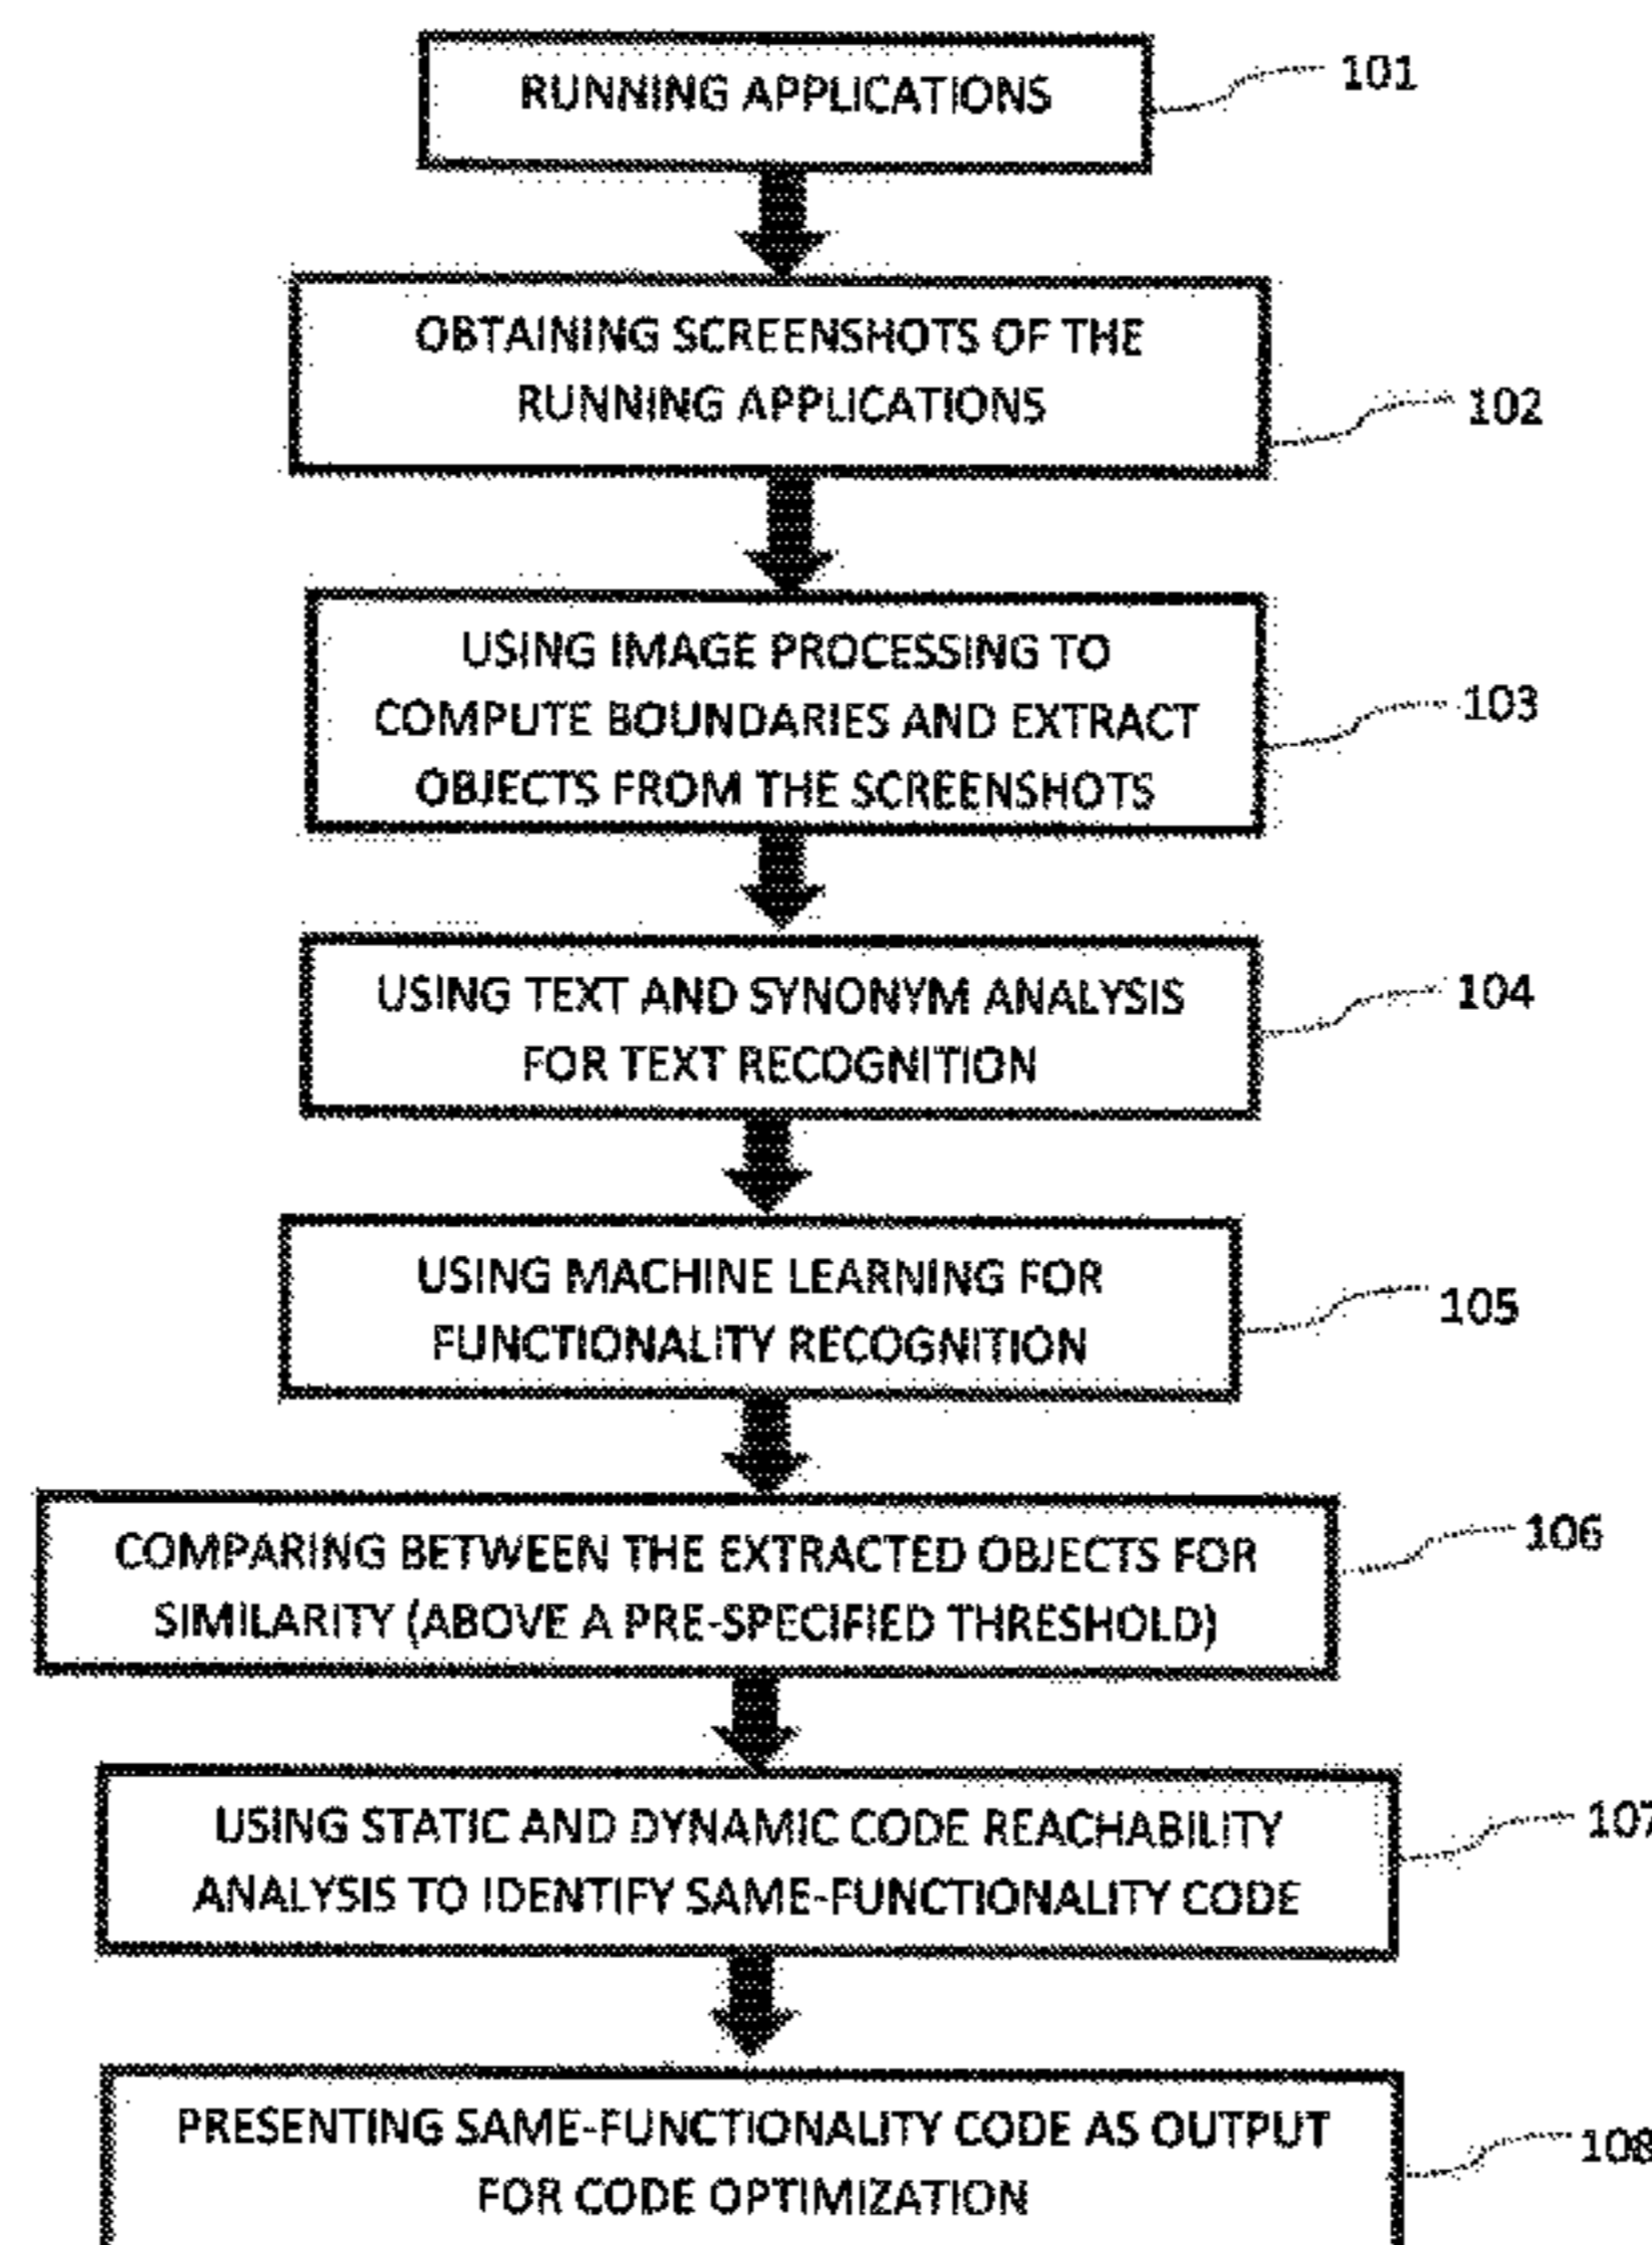 RUNNING APPLICATIONS
101
OBTAINING SCREENSHOTS OF THE
RUNNING APPLICATIONS
102
USING IMAGE PROCESSING TO
COMPUTE BOUNDARIES AND EXTRACT
OBJECTS FROM THE SCREENSHOTS
103
USING TEXT AND SYNONYM ANALYSIS
FOR TEXT RECOGNITION
104
USING MACHINE LEARNING FOR
FUNCTIONALITY RECOGNITION
105
COMPARING BETWEEN THE EXTRACTED OBJECTS FOR
SIMILARITY (ABOVE A PRE-SPECIFIED THRESHOLD)
106
USING STATIC AND DYNAMIC CODE REACHABILITY
ANALYSIS TO IDENTIFY SAME-FUNCTIONALITY CODE
107
PRESENTING SAME-FUNCTIONALITY CODE AS OUTPUT
FOR CODE OPTIMIZATION
108